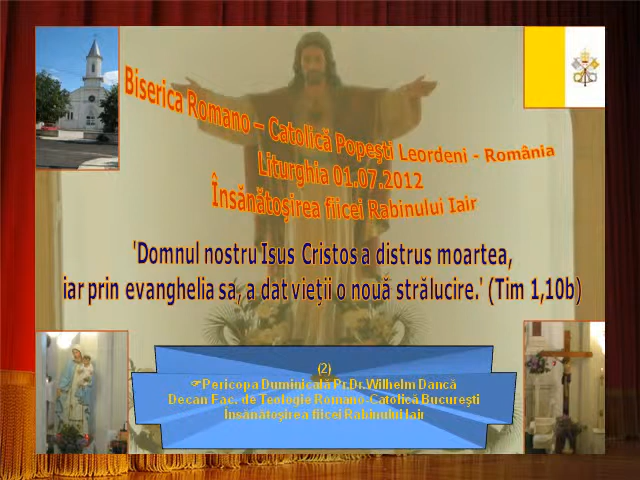 Biserica Romano – Catolică Popeşti Leordeni - România
Liturghia 01.07.2012
Însănătoşirea fiicei Rabinului Iair
'Domnul nostru Isus Cristos a distrus moartea,
iar prin evanghelia sa, a dat vieţii o nouă strălucire.' (Tim 1,10b)
(2)
☞Pericopa Duminicală Pr.Dr.Wilhelm Dancă
Decan Fac. de Teologie Romano-Catolică Bucureşti
Însănătoşirea fiicei Rabinului Iair